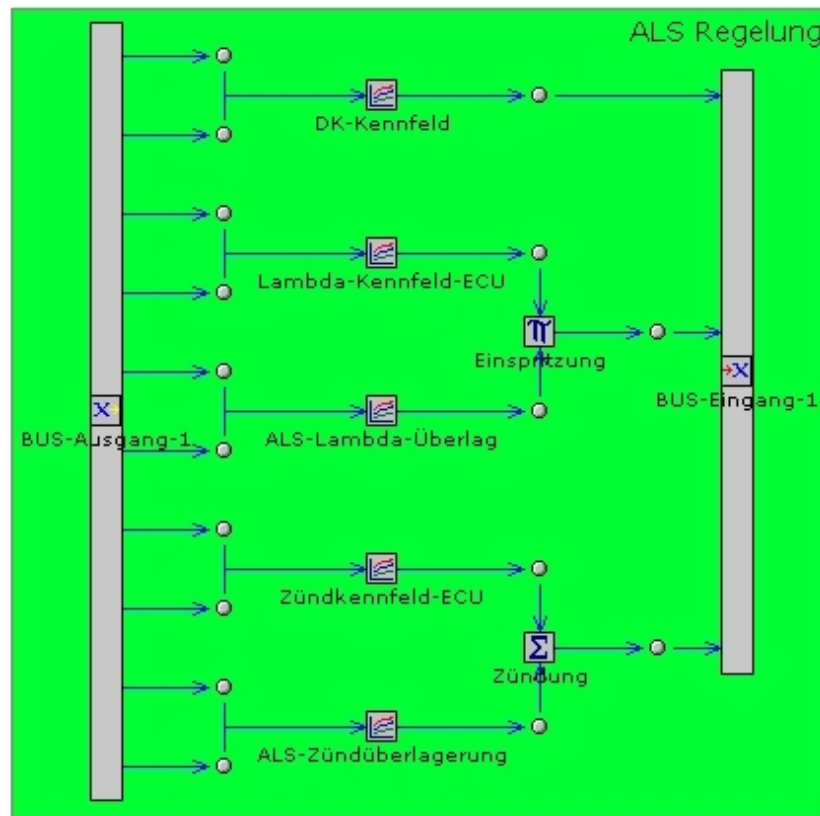 ALS Regelung
DK-Kennfeld
Lambda-Kennfeld-ECU
π
Einspritzung
X
BUS-Eingang-1
X
BUS-Ausgang-1
ALS-Lambda-Überlag
Zündkennfeld-ECU
Σ
Zündung
ALS-Zündüberlagerung